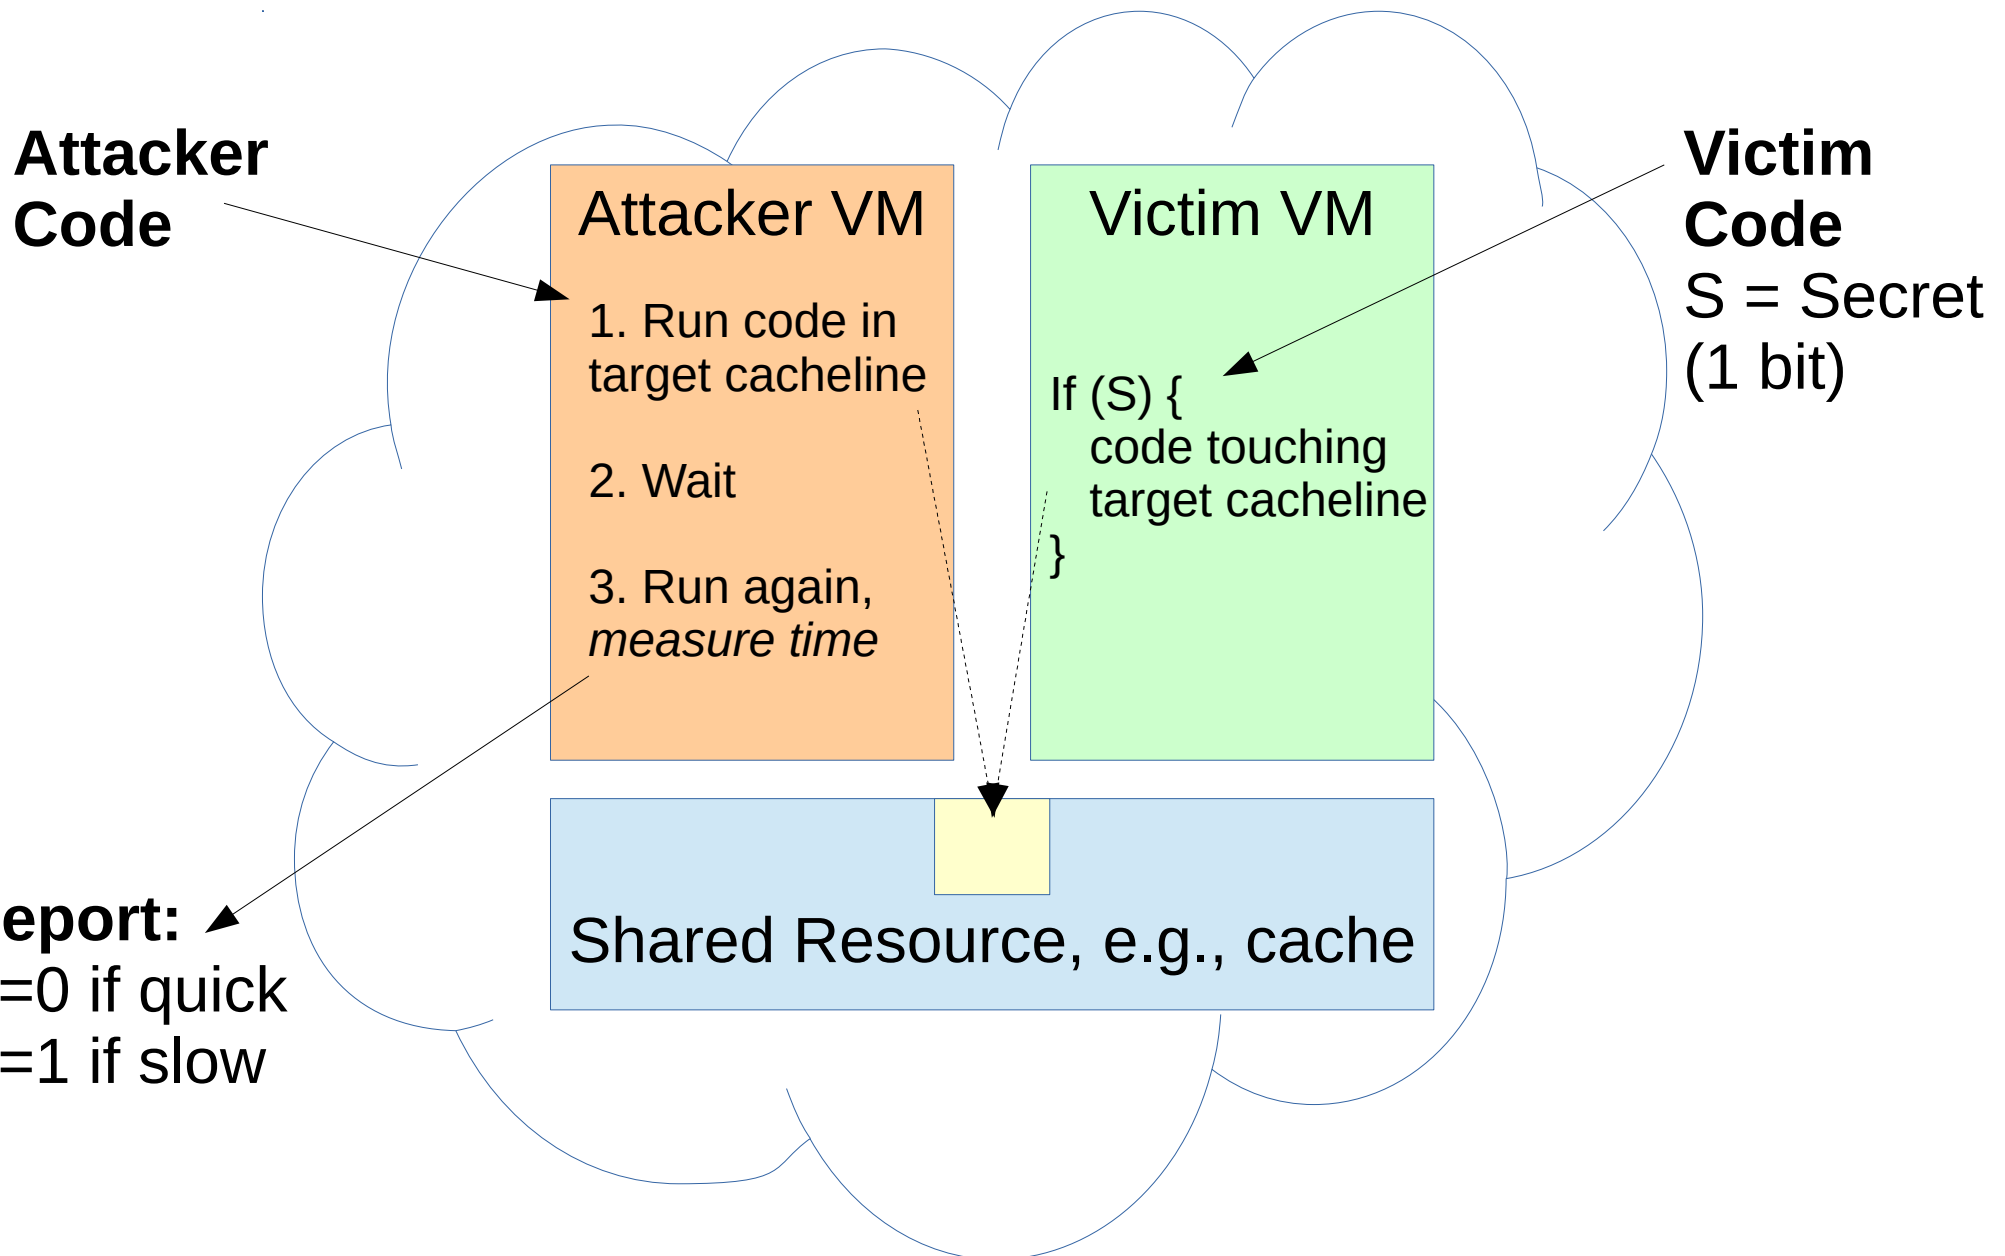 Attacker
Code
Attacker VM
1. Run code in
target cacheline
2. Wait
3. Run again,
measure time
Victim VM
If (S) {
code touching
target cacheline
}
Victim
Code
S = Secret
(1 bit)
eport:
=0 if quick
=1 if slow
Shared Resource, e.g., cache